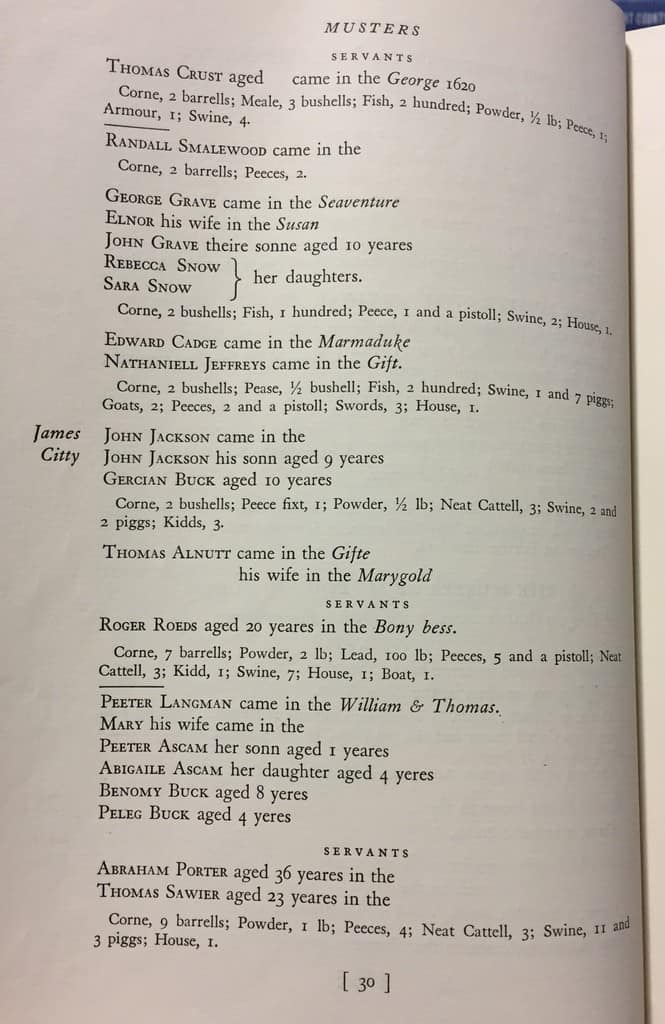 MUSTERS
SERVANTS
THOMAS CRUST aged came in the George 1620
Corne, 2 barrells; Meale, 3 bushells; Fish, 2 hundred; Powder, ½ lb; Peece, 1;
Armour, 1; Swine, 4.
RANDALL SMALEWOOD came in the
Corne, 2 barrells; Peeces, 2.
GEORGE GRAVE came in the Seaventure
ELNOR his wife in the Susan
JOHN GRAVE theire sonne aged 10 yeares
REBECCA SNOW
SARA SNOW
} her daughters.
Corne, 2 bushells; Fish, 1 hundred; Peece, 1 and a pistoll; Swine, 2; House, 1.
EDWARD CADGE came in the Marmaduke
NATHANIELL JEFFREYS came in the Gift.
Corne, 2 bushells; Pease, ½ bushell; Fish, 2 hundred; Swine, 1 and 7 piggs;
Goats, 2; Peeces, 2 and a pistoll; Swords, 3; House, 1.
James
Citty
JOHN JACKSON came in the
JOHN JACKSON his sonn aged 9 yeares
GERCIAN BUCK aged 10 yeares
Corne, 2 bushells; Peece fixt, 1; Powder, ½ lb; Neat Cattell, 3; Swine, 2 and
2 piggs; Kidds, 3.
THOMAS ALNUTT came in the Gifte
his wife in the Marygold
SERVANTS
ROGER ROEDS aged 20 yeares in the Bony bess.
Corne, 7 barrells; Powder, 2 lb; Lead, 100 lb; Peeces, 5 and a pistoll; Neat
Cattell, 3; Kidd, 1; Swine, 7; House, 1; Boat, 1.
PEETER LANGMAN came in the William & Thomas.
MARY his wife came in the
PEETER ASCAM her sonn aged 1 yeares
ABIGAILE ASCAM her daughter aged 4 yeres
BENOMY BUCK aged 8 yeres
PELEG BUCK aged 4 yeres
SERVANTS
ABRAHAM PORTER aged 36 yeares in the
THOMAS SAWIER aged 23 yeares in the
Corne, 9 barrells; Powder, 1 lb; Peeces, 4; Neat Cattell, 3; Swine, 11 and
3 piggs; House, 1.
[ 30 ]